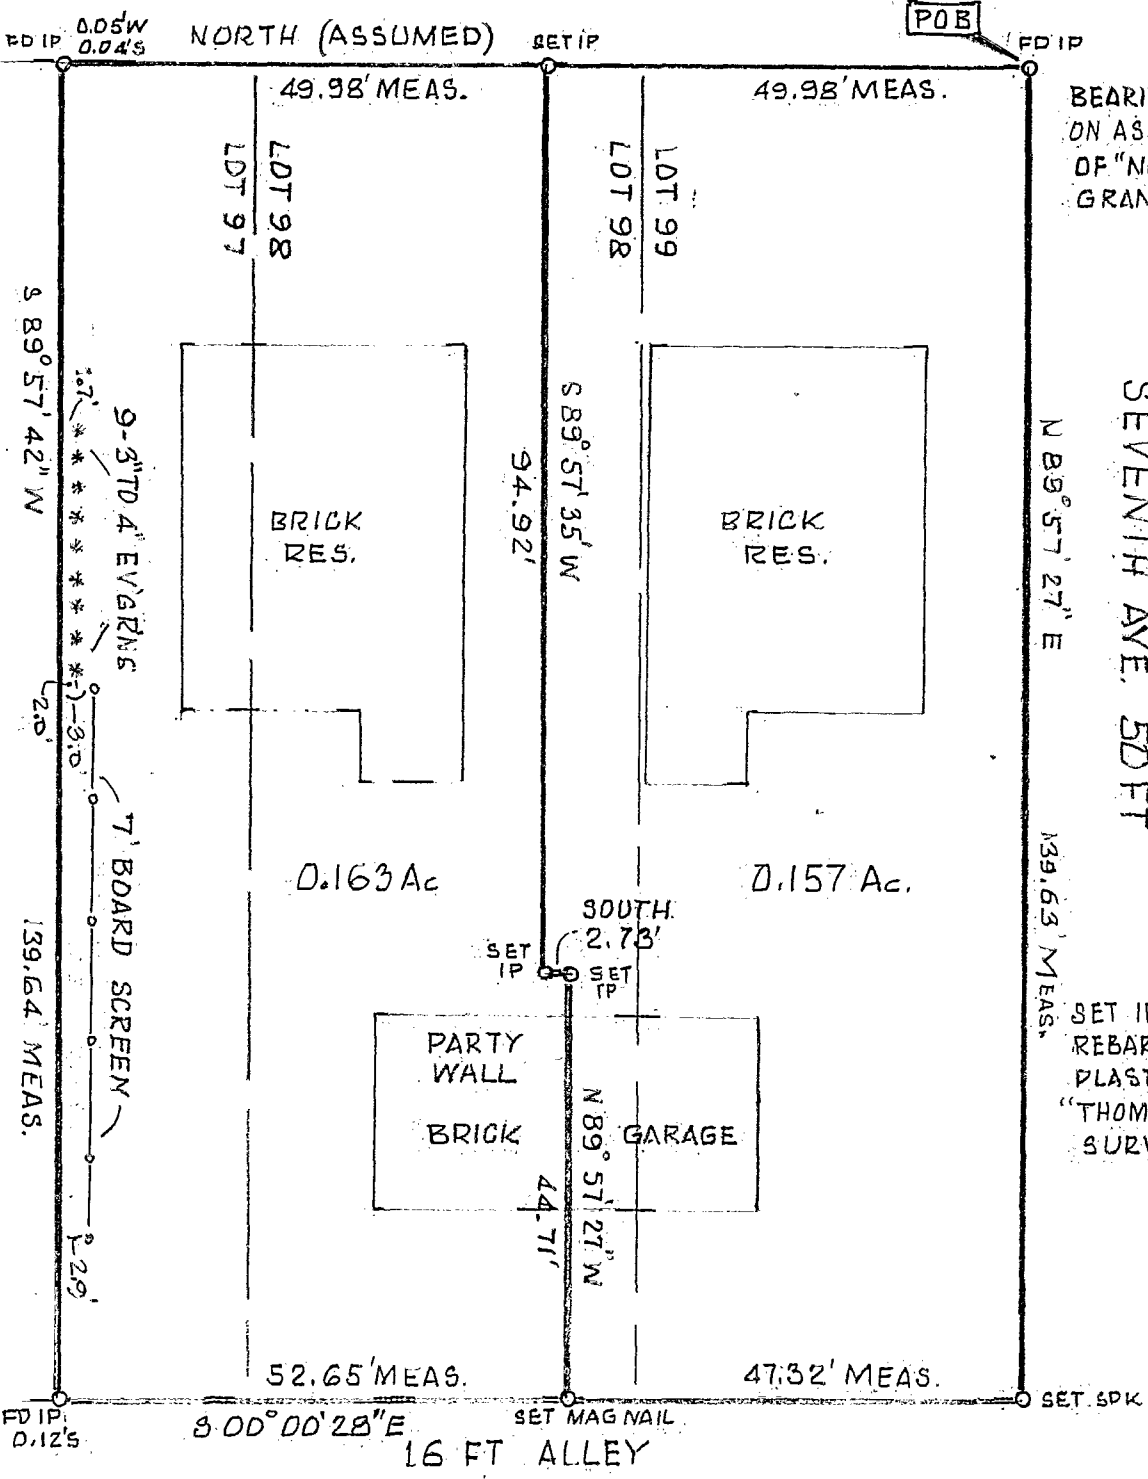 POB
FD IP
0.05'W
0.04'S
NORTH (ASSUMED)
SET IP
FD IP
49.98' MEAS.
49.98' MEAS.
BEARI
ON AS
OF "N
GRAN
LOT 98
LOT 97
LOT 99
LOT 98
S 89° 57' 42" W
139.64' MEAS.
9-3" TO 4" EV'GRNS
2.0'
3.0'
7' BOARD SCREEN
2.9'
BRICK
RES.
S 89° 57' 35" W
94.92'
BRICK
RES.
N 89° 57' 27" E
139.63' MEAS.
SEVENTH AVE. 50 FT
0.163 Ac
0.157 Ac.
SOUTH
2.73'
SET
IP
SET
IP
PARTY
WALL
BRICK GARAGE
N 89° 57' 27" W
44.71'
SET IP
REBAR
PLAST
"THOM
SURV
52.65' MEAS.
47.32' MEAS.
FD IP
0.12'S
S 00° 00' 28" E
SET MAG NAIL
SET SPK
16 FT ALLEY